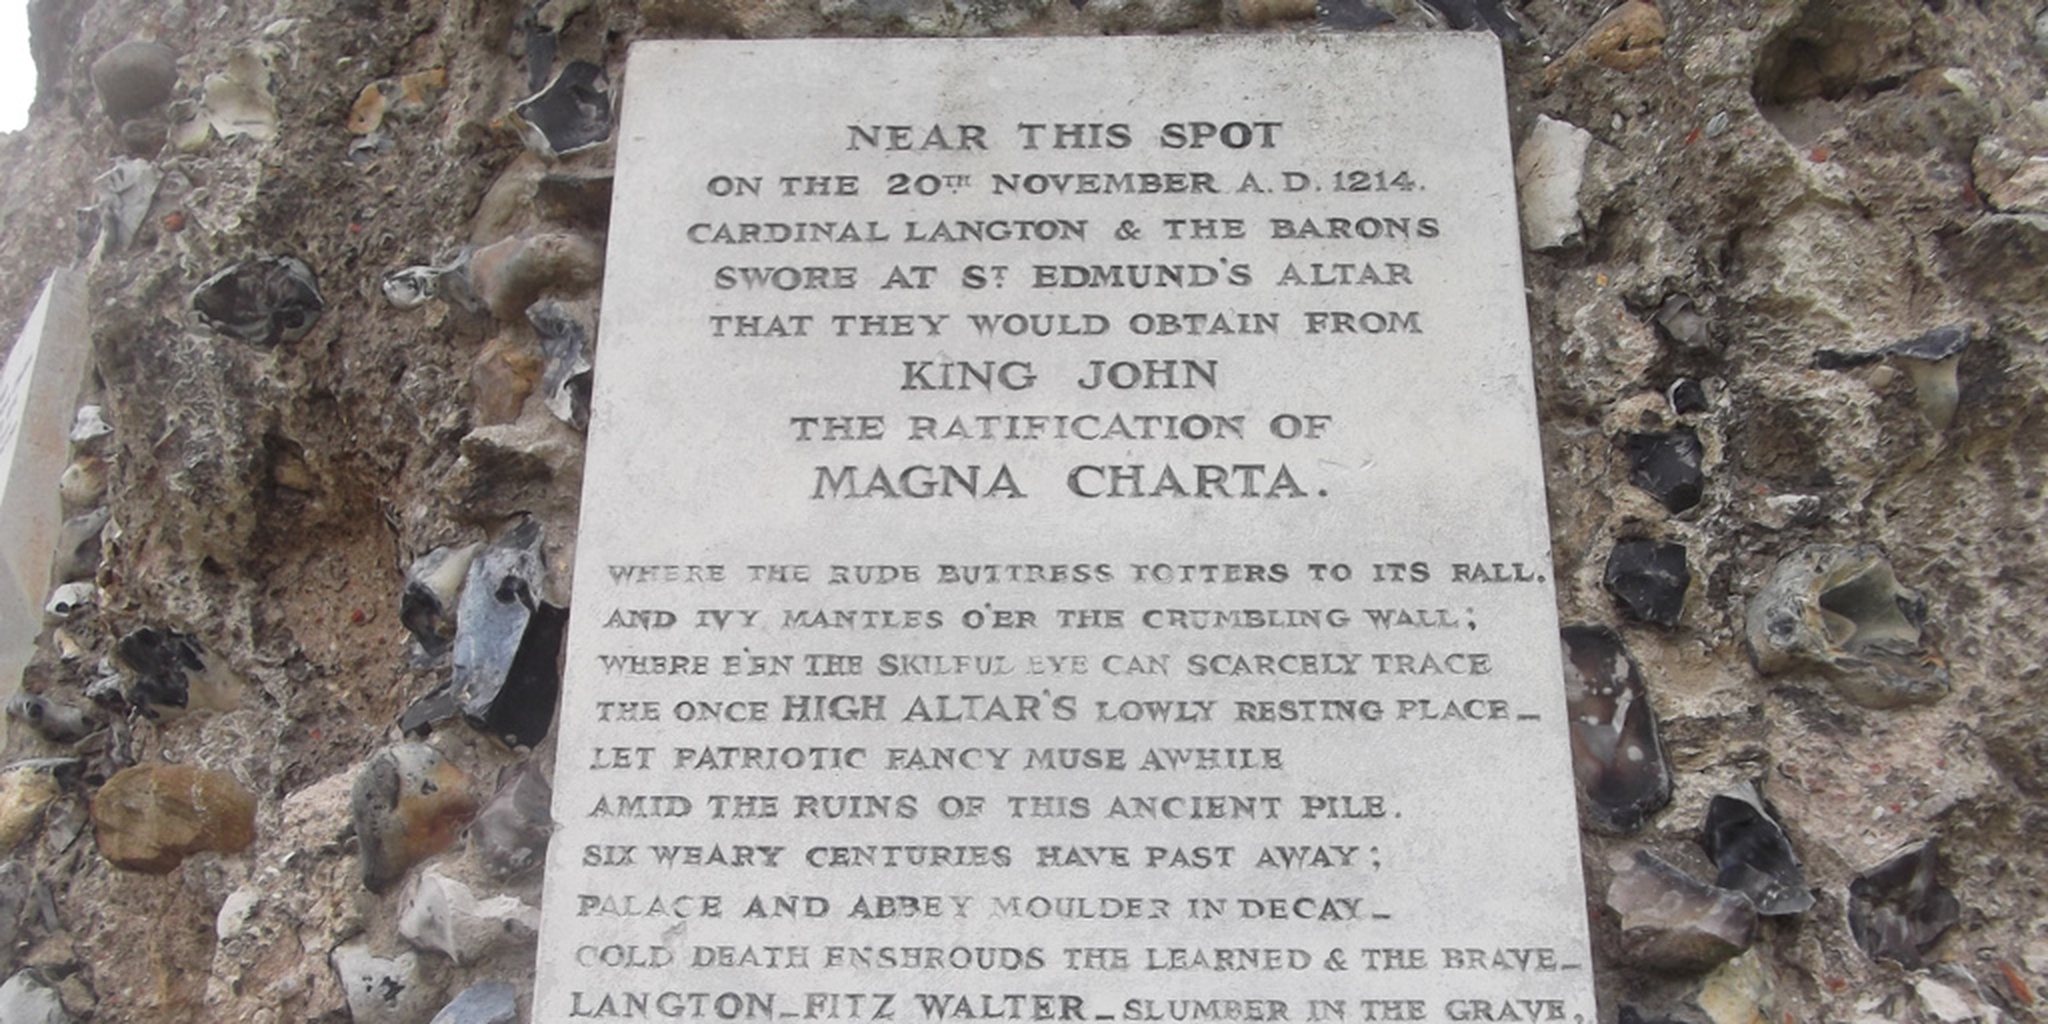 NEAR THIS SPOT
ON THE 20TH NOVEMBER A.D. 1214.
CARDINAL LANGTON & THE BARONS
SWORE AT ST EDMUND'S ALTAR
THAT THEY WOULD OBTAIN FROM
KING JOHN
THE RATIFICATION OF
MAGNA CHARTA.
WHERE THE RUDE BUTTRESS TOTTERS TO ITS FALL.
AND IVY MANTLES O'ER THE CRUMBLING WALL;
WHERE E'EN THE SKILFUL EYE CAN SCARCELY TRACE
THE ONCE HIGH ALTAR'S LOWLY RESTING PLACE_
LET PATRIOTIC FANCY MUSE AWHILE
AMID THE RUINS OF THIS ANCIENT PILE.
SIX WEARY CENTURIES HAVE PAST AWAY;
PALACE AND ABBEY MOULDER IN DECAY_
COLD DEATH ENSHROUDS THE LEARNED & THE BRAVE_
LANGTON_FITZ WALTER_SLUMBER IN THE GRAVE,